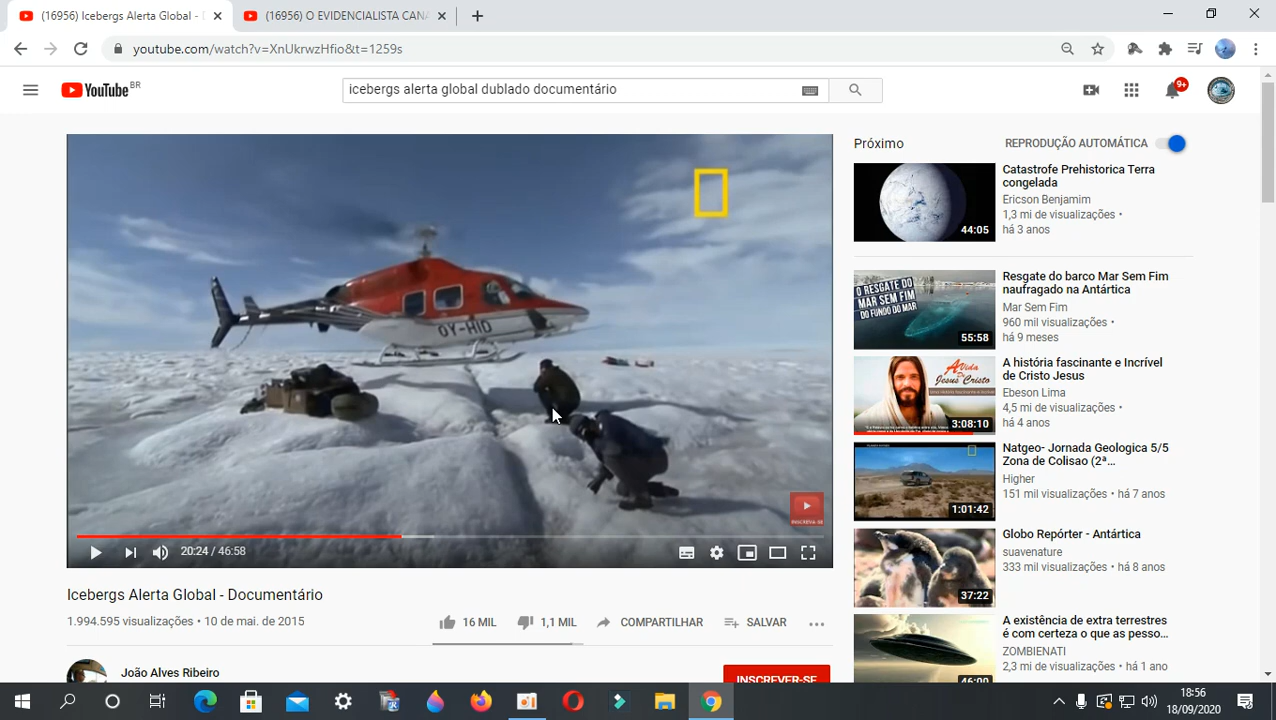 (16956) Icebergs Alerta Global -
(16956) O EVIDENCIALISTA CANA
youtube.com/watch?v=XnUkrwzHfio&t=1259s
YouTube BR
icebergs alerta global dublado documentário
9+
OY-HID
INSCREVA-SE
20:24 / 46:58
Icebergs Alerta Global - Documentário
1.994.595 visualizações • 10 de mai. de 2015
16 MIL
1,1 MIL
COMPARTILHAR
SALVAR
João Alves Ribeiro
INSCREVER-SE
Próximo
REPRODUÇÃO AUTOMÁTICA
44:05
Catastrofe Prehistorica Terra
congelada
Ericson Benjamim
1,3 mi de visualizações •
há 3 anos
O RESGATE DO
MAR SEM FIM
DO FUNDO DO MAR
55:58
Resgate do barco Mar Sem Fim
naufragado na Antártica
Mar Sem Fim
960 mil visualizações •
há 9 meses
A VIDA
DE
JESUS CRISTO
3:08:10
A história fascinante e Incrível
de Cristo Jesus
Ebeson Lima
4,5 mi de visualizações •
há 4 anos
1:01:42
Natgeo- Jornada Geologica 5/5
Zona de Colisao (2ª...
Higher
151 mil visualizações • há 7 anos
37:22
Globo Repórter - Antártica
suavenature
333 mil visualizações • há 8 anos
46:00
A existência de extra terrestres
é com certeza o que as pesso...
ZOMBIENATI
2,3 mi de visualizações • há 1 ano
18:56
18/09/2020